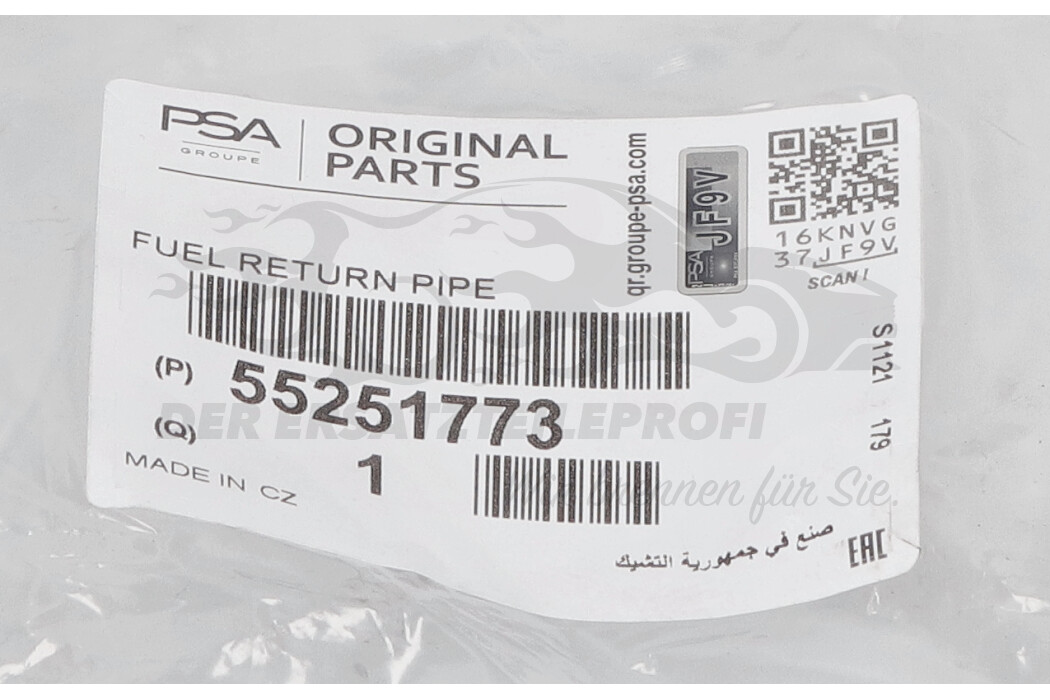 PSA
GROUPE
ORIGINAL
PARTS
qr.groupe-psa.com
JF9V
PSA
16KNVG
37JF9V
SCAN!
FUEL RETURN PIPE
(P) 55251773
(Q) 1
MADE IN CZ
S1121 179
صنع في جمهورية التشيك
EAC
DER ERSATZTEILEPROFI
Wir brennen für Sie.